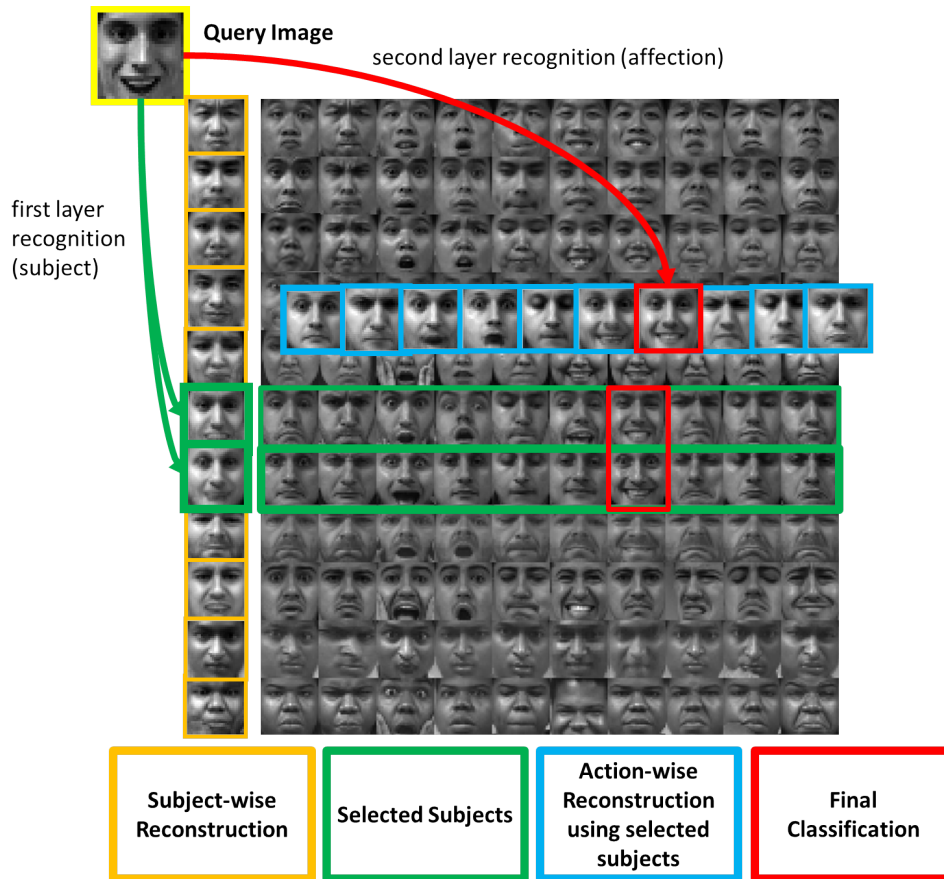 Query Image
second layer recognition (affection)
first layer
recognition
(subject)
Subject-wise
Reconstruction
Selected Subjects
Action-wise
Reconstruction
using selected
subjects
Final
Classification